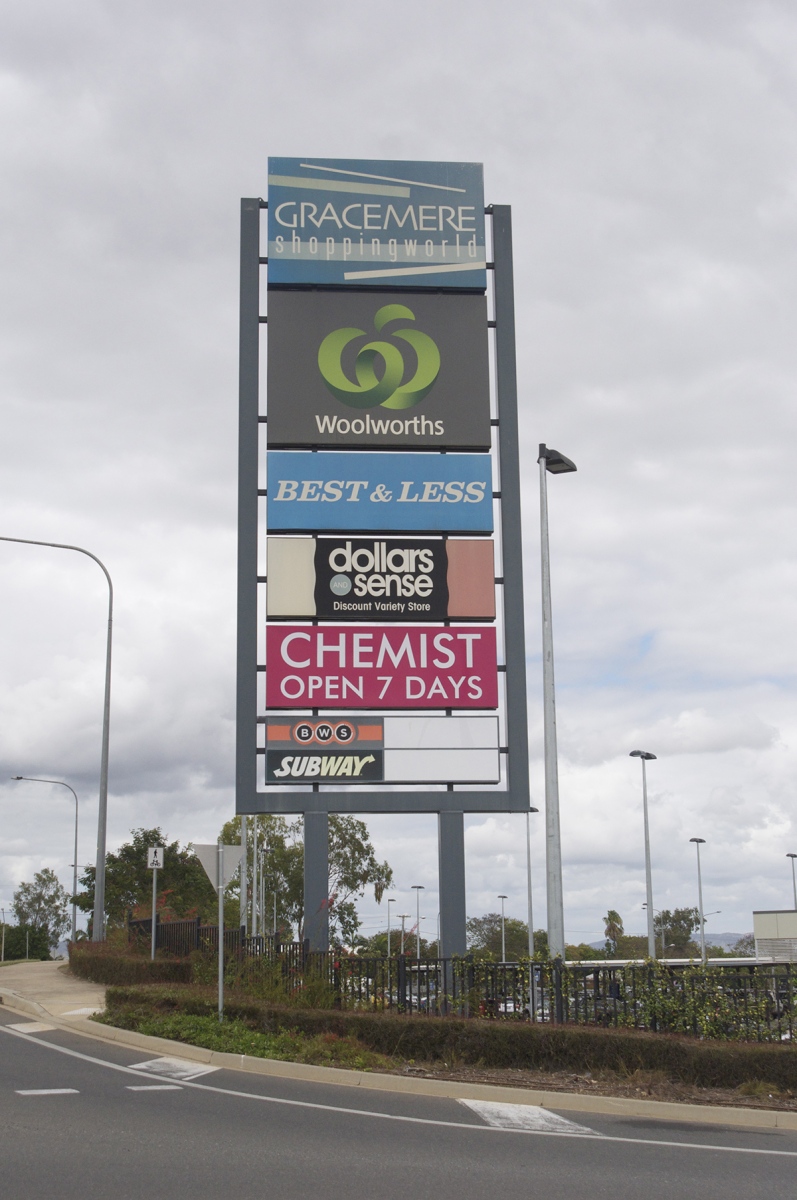 GRACEMERE
shoppingworld
Woolworths
BEST & LESS
dollars
AND sense
Discount Variety Store
CHEMIST
OPEN 7 DAYS
BWS
SUBWAY